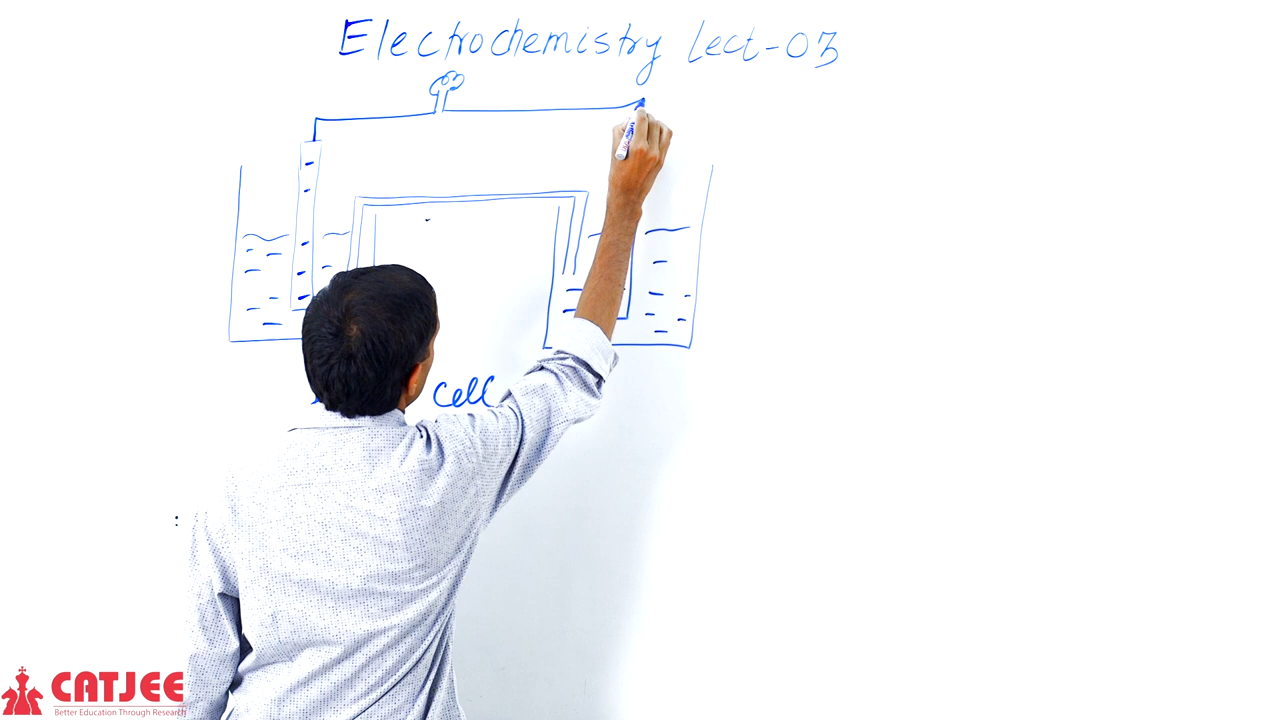 Electrochemistry Lect-03
Cell
CATJEE
Better Education Through Research